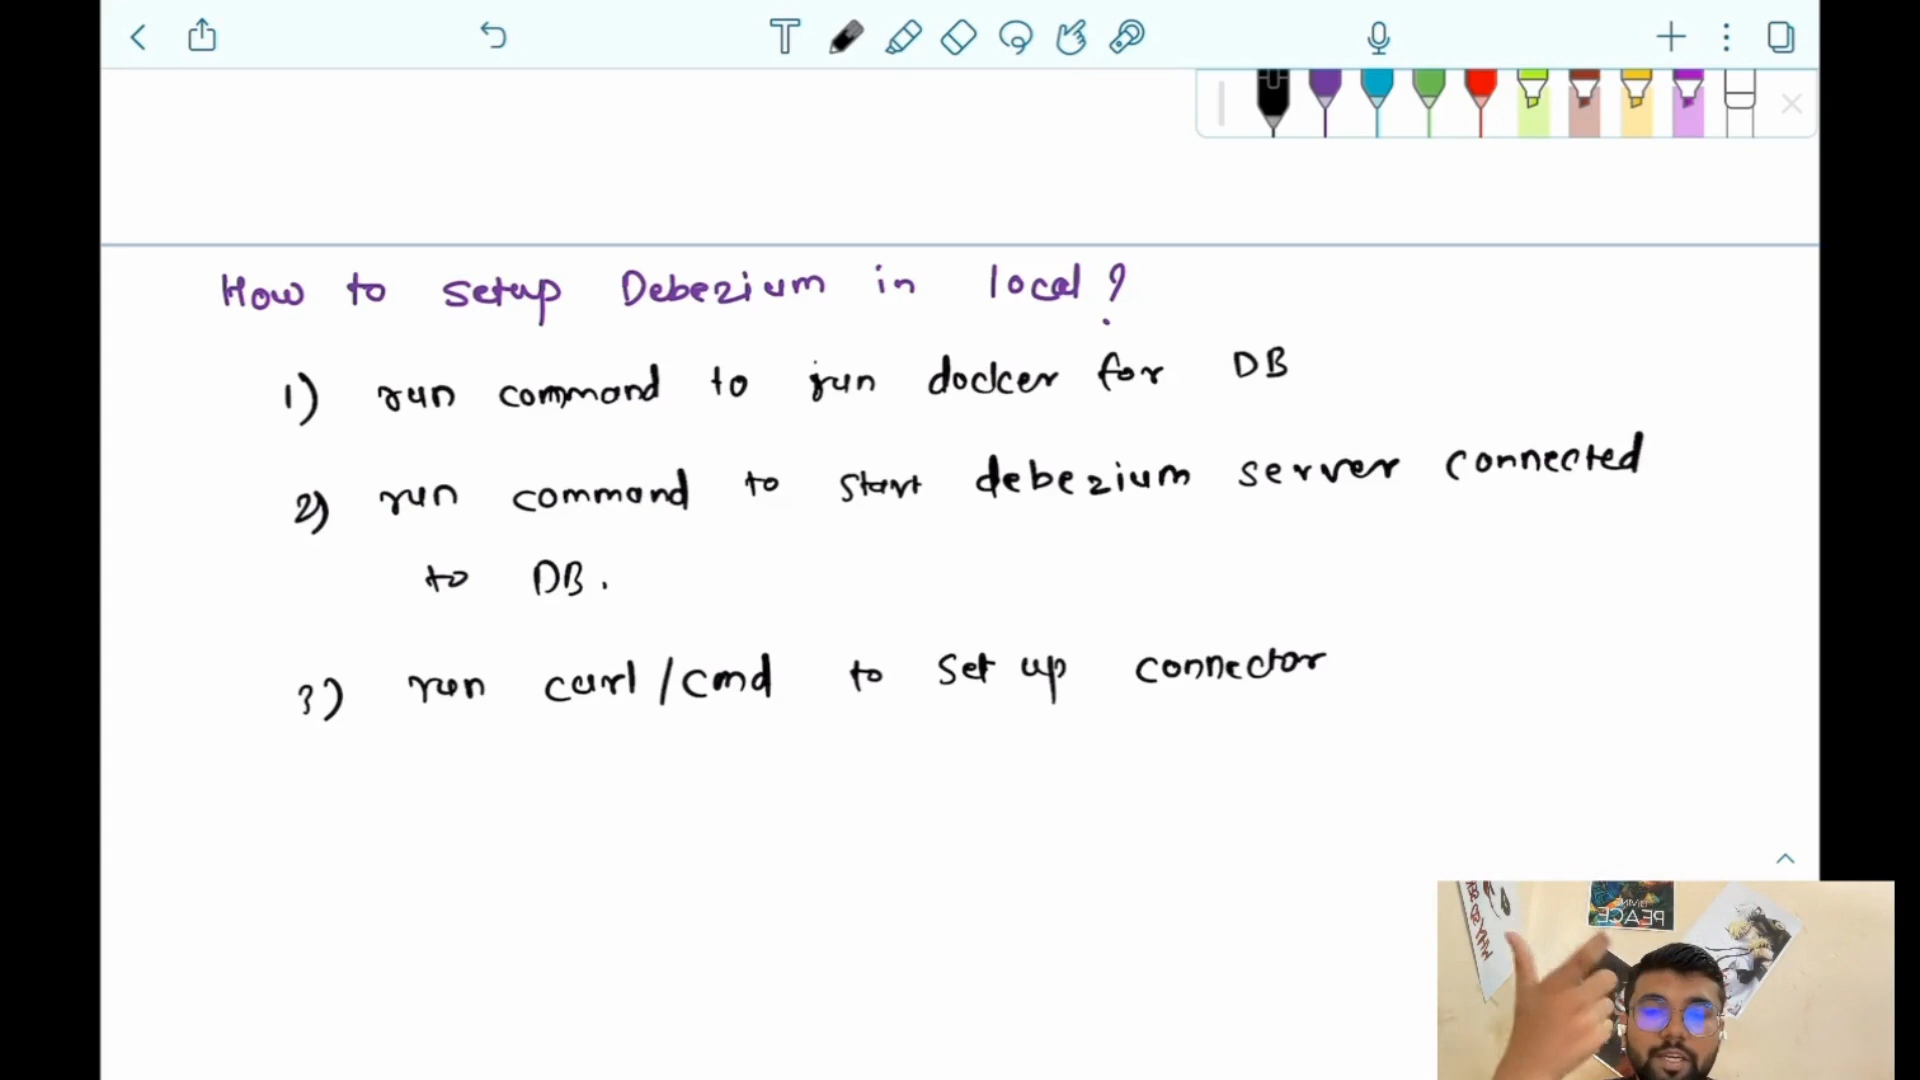 How to setup Debezium in local?
1) run command to run docker for DB
2) run command to start debezium server connected
to DB.
3) run curl/cmd to set up connector
PEACE